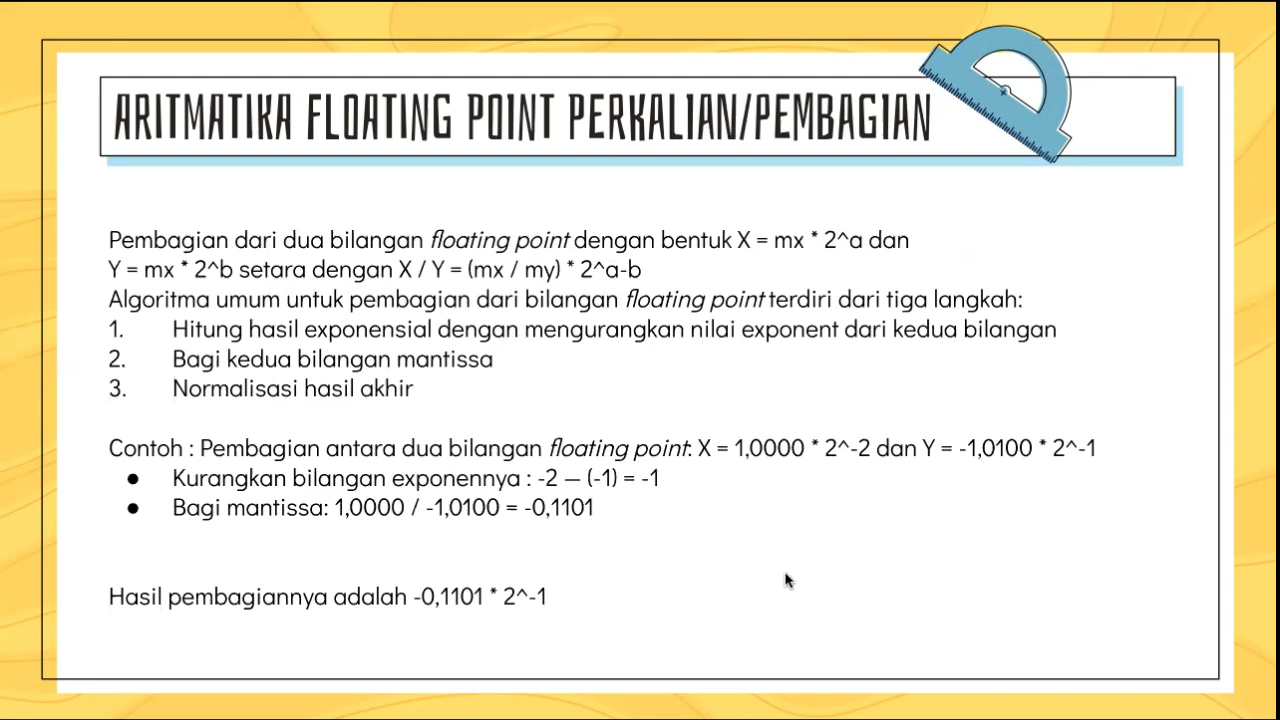 ARITMATIKA FLOATING POINT PERKALIAN/PEMBAGIAN
Pembagian dari dua bilangan floating point dengan bentuk X = mx * 2^a dan
Y = mx * 2^b setara dengan X / Y = (mx / my) * 2^a-b
Algoritma umum untuk pembagian dari bilangan floating point terdiri dari tiga langkah:
1. Hitung hasil exponensial dengan mengurangkan nilai exponent dari kedua bilangan
2. Bagi kedua bilangan mantissa
3. Normalisasi hasil akhir
Contoh : Pembagian antara dua bilangan floating point: X = 1,0000 * 2^-2 dan Y = -1,0100 * 2^-1
● Kurangkan bilangan exponennya : -2 – (-1) = -1
● Bagi mantissa: 1,0000 / -1,0100 = -0,1101
Hasil pembagiannya adalah -0,1101 * 2^-1